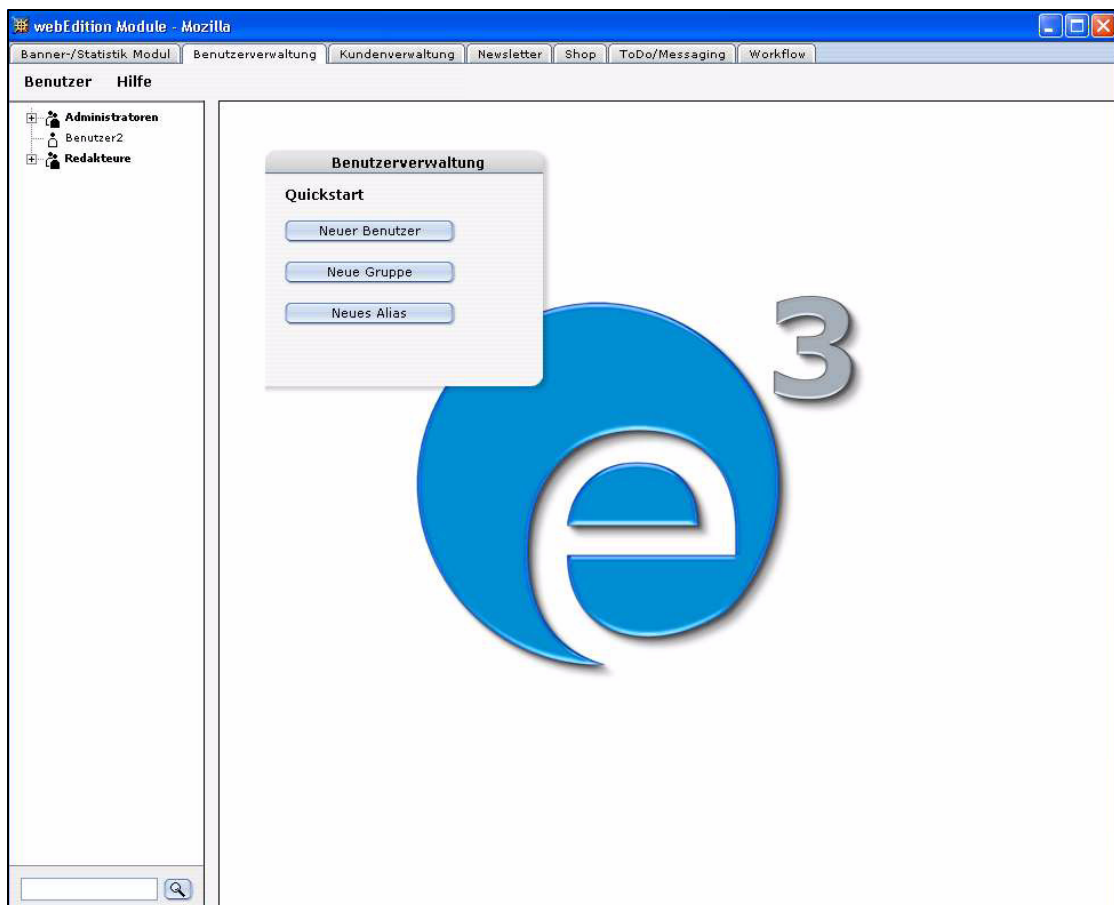 webEdition Module - Mozilla
Banner-/Statistik Modul Benutzerverwaltung Kundenverwaltung Newsletter Shop ToDo/Messaging Workflow
Benutzer Hilfe
Administratoren
Benutzer2
Redakteure
Benutzerverwaltung
Quickstart
Neuer Benutzer
Neue Gruppe
Neues Alias
e
3